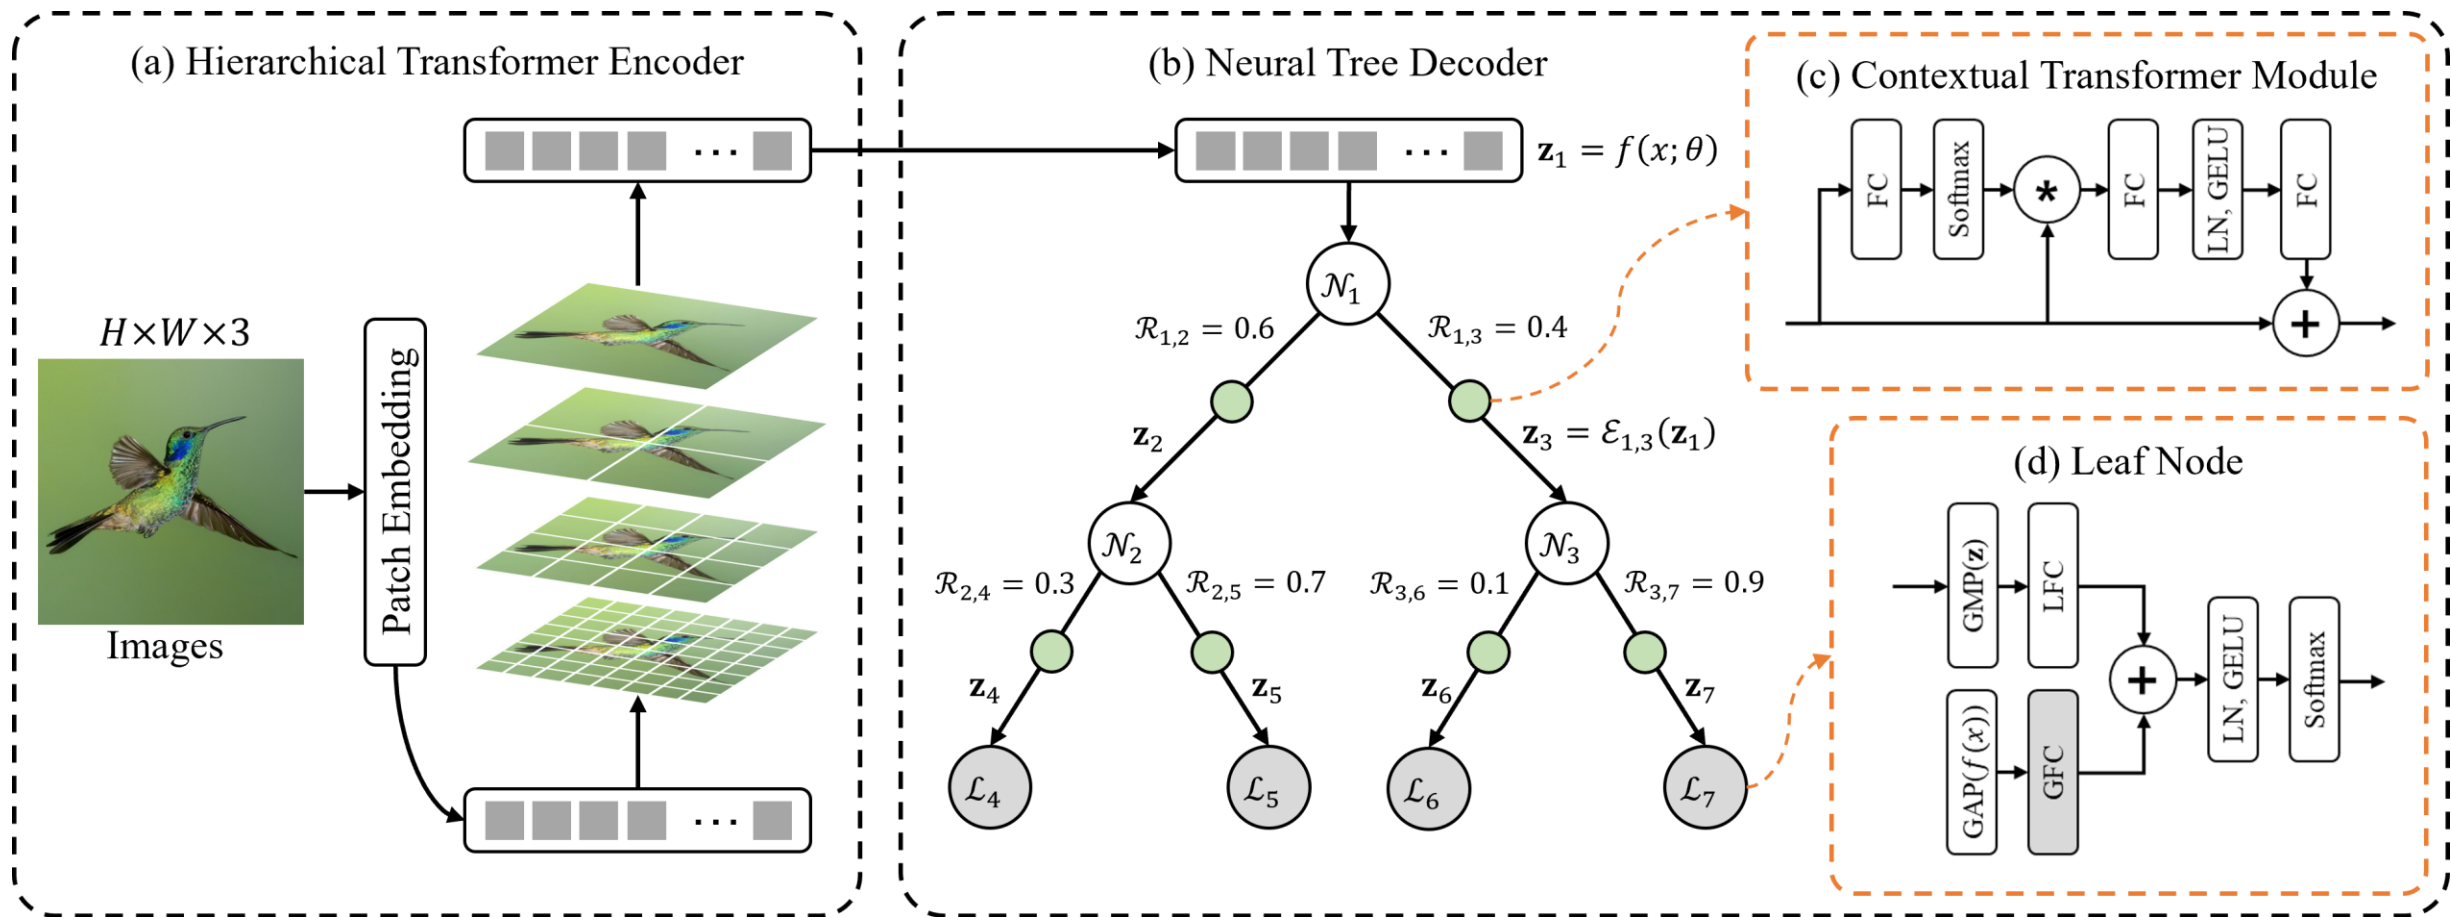 (a) Hierarchical Transformer Encoder
H×W×3
Images
Patch Embedding
(b) Neural Tree Decoder
𝐳₁ = f(x; θ)
𝒩₁
ℛ₁,₂ = 0.6
ℛ₁,₃ = 0.4
𝐳₂
𝐳₃ = ℰ₁,₃(𝐳₁)
𝒩₂
𝒩₃
ℛ₂,₄ = 0.3
ℛ₂,₅ = 0.7
ℛ₃,₆ = 0.1
ℛ₃,₇ = 0.9
𝐳₄
𝐳₅
𝐳₆
𝐳₇
ℒ₄
ℒ₅
ℒ₆
ℒ₇
(c) Contextual Transformer Module
FC
Softmax
*
FC
LN, GELU
FC
+
(d) Leaf Node
GMP(𝐳)
LFC
GAP(f(x))
GFC
+
LN, GELU
Softmax